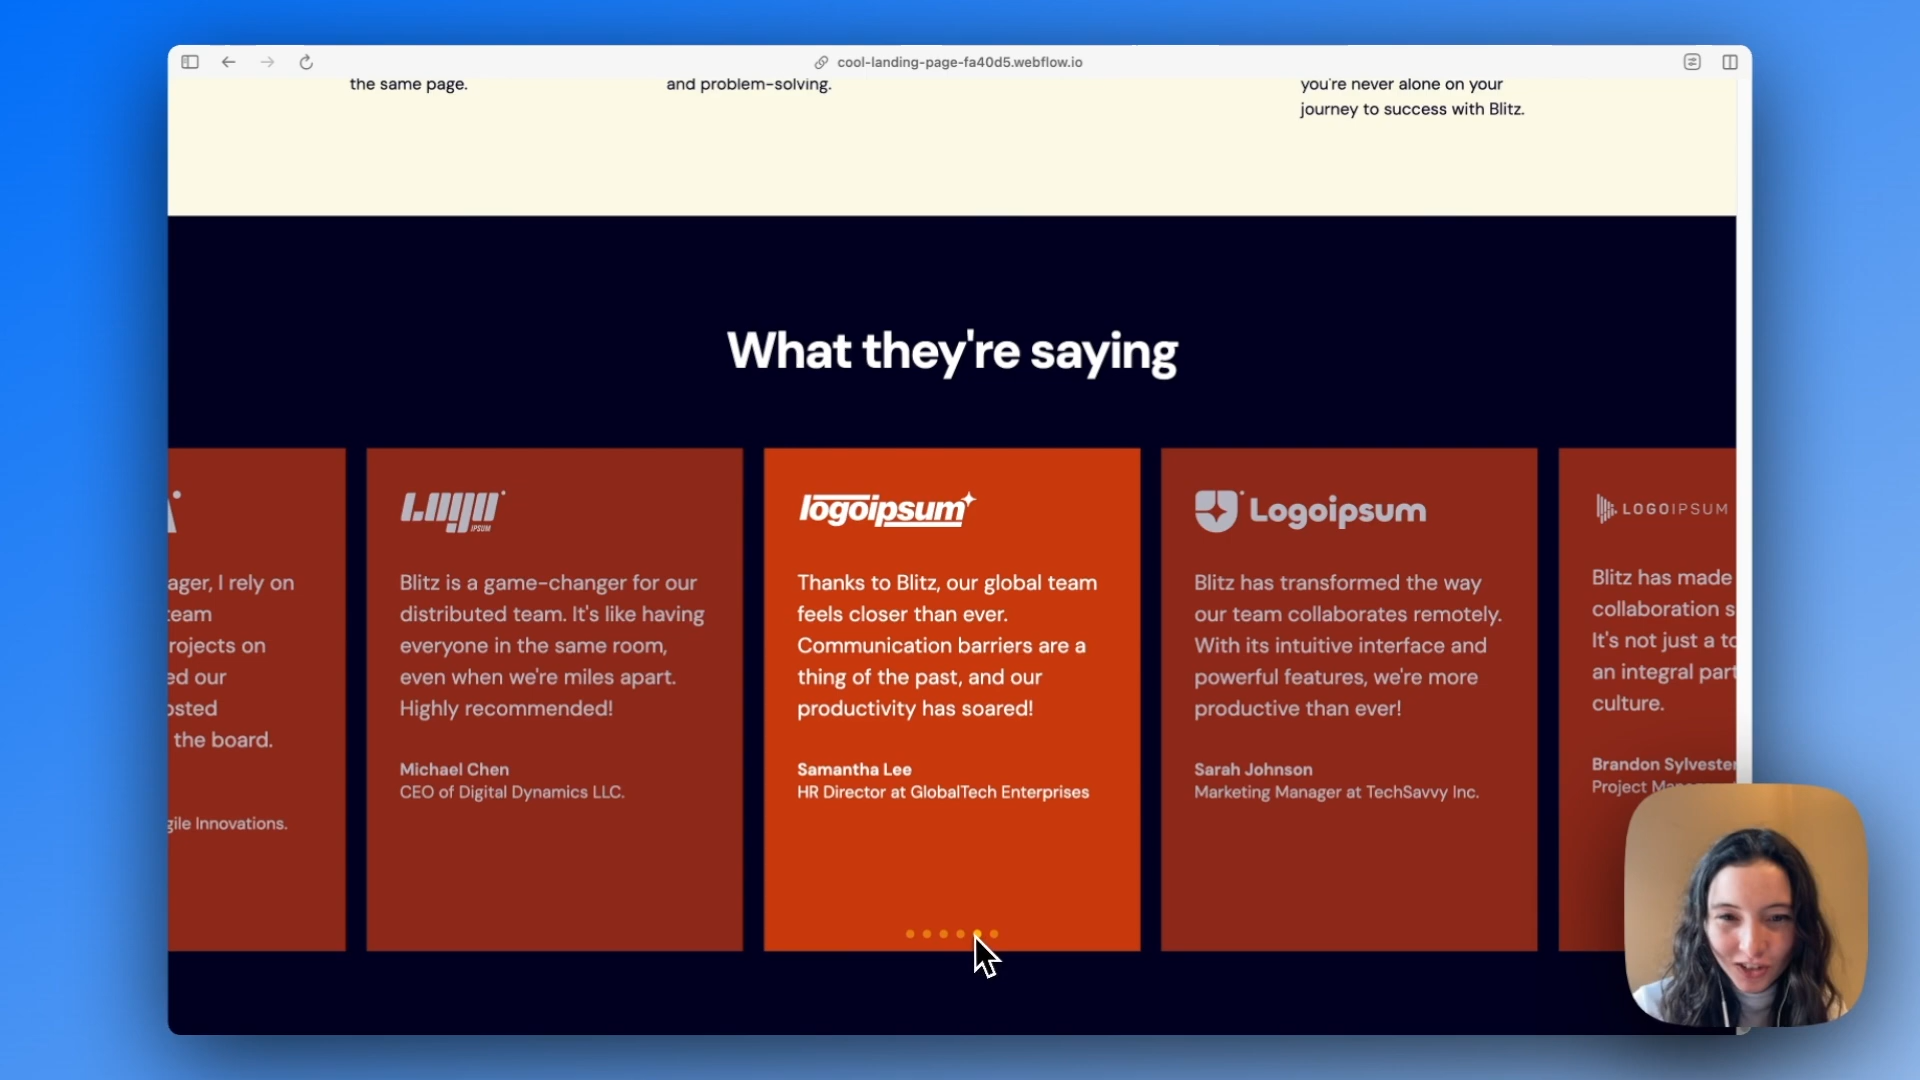 cool-landing-page-fa40d5.webflow.io
the same page.
and problem-solving.
you're never alone on your
journey to success with Blitz.
What they're saying
ager, I rely on
team
rojects on
ed our
osted
the board.
gile Innovations.
LOGO
IPSUM
Blitz is a game-changer for our
distributed team. It's like having
everyone in the same room,
even when we're miles apart.
Highly recommended!
Michael Chen
CEO of Digital Dynamics LLC.
logoipsum
Thanks to Blitz, our global team
feels closer than ever.
Communication barriers are a
thing of the past, and our
productivity has soared!
Samantha Lee
HR Director at GlobalTech Enterprises
Logoipsum
Blitz has transformed the way
our team collaborates remotely.
With its intuitive interface and
powerful features, we're more
productive than ever!
Sarah Johnson
Marketing Manager at TechSavvy Inc.
LOGOIPSUM
Blitz has made
collaboration s
It's not just a to
an integral part
culture.
Brandon Sylvester
Project